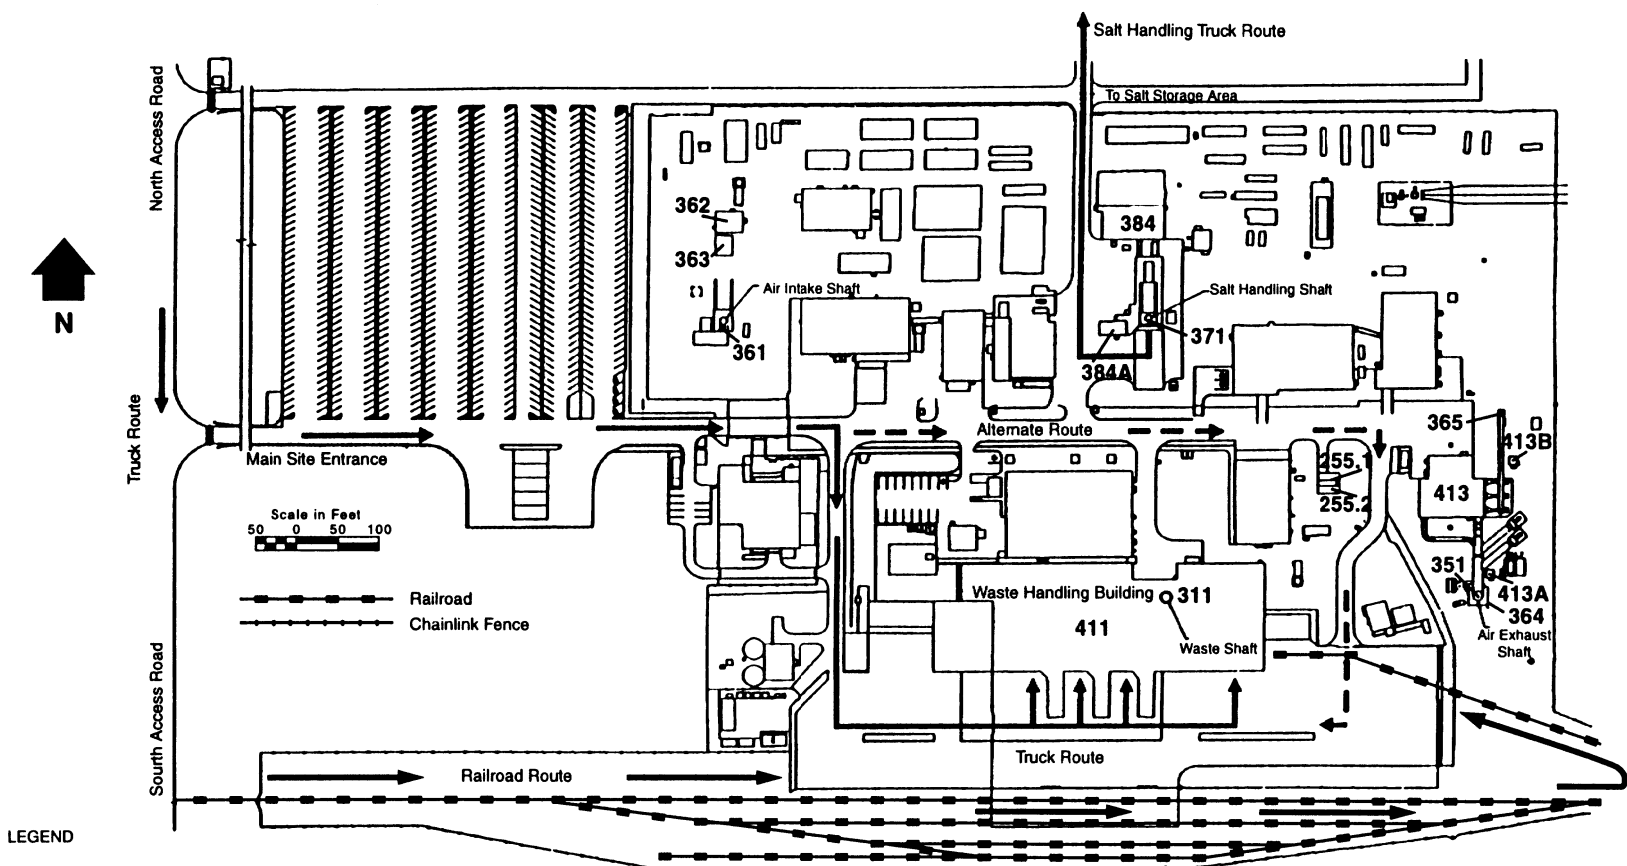 Salt Handling Truck Route
To Salt Storage Area
North Access Road
362
363
384
Air Intake Shaft
361
Salt Handling Shaft
371
384A
N
Truck Route
Main Site Entrance
Alternate Route
365
413B
255.1
255.2
413
Scale in Feet
50 0 50 100
351
413A
364
Air Exhaust
Shaft
Railroad
Chainlink Fence
Waste Handling Building
311
411
Waste Shaft
Sourth Access Road
Truck Route
Railroad Route
LEGEND